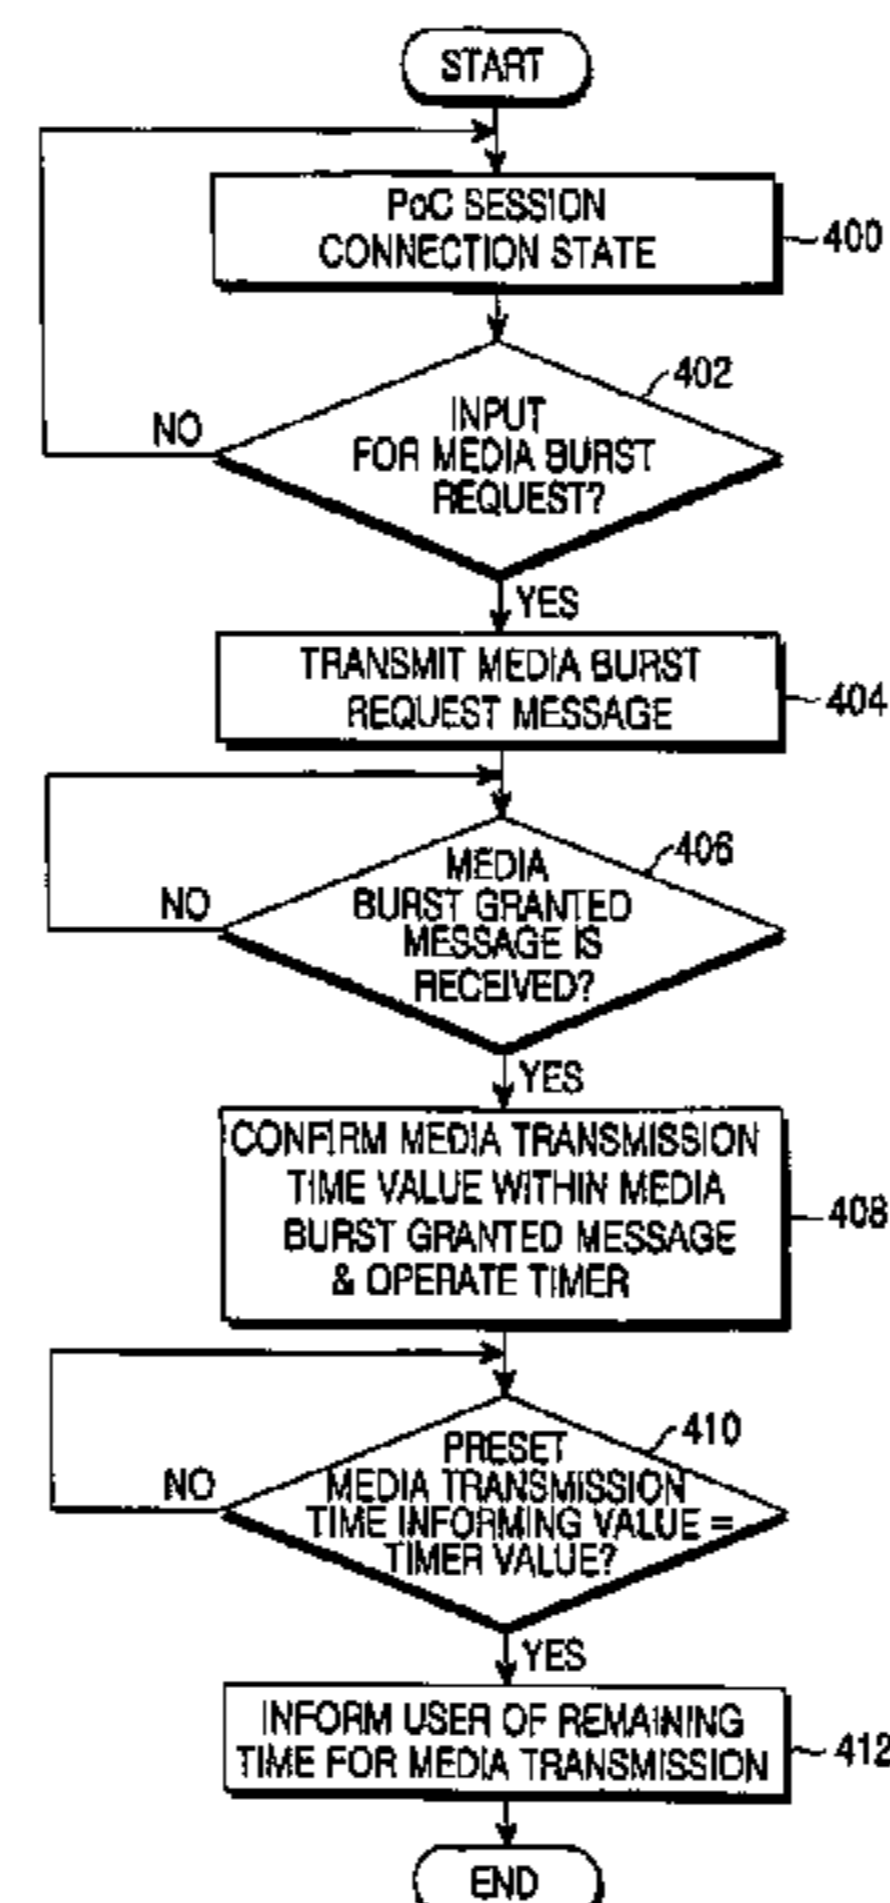 START
PoC SESSION
CONNECTION STATE
400
402
INPUT
FOR MEDIA BURST
REQUEST?
NO
YES
TRANSMIT MEDIA BURST
REQUEST MESSAGE
404
406
MEDIA
BURST GRANTED
MESSAGE IS
RECEIVED?
NO
YES
CONFIRM MEDIA TRANSMISSION
TIME VALUE WITHIN MEDIA
BURST GRANTED MESSAGE
& OPERATE TIMER
408
410
PRESET
MEDIA TRANSMISSION
TIME INFORMING VALUE =
TIMER VALUE?
NO
YES
INFORM USER OF REMAINING
TIME FOR MEDIA TRANSMISSION
412
END